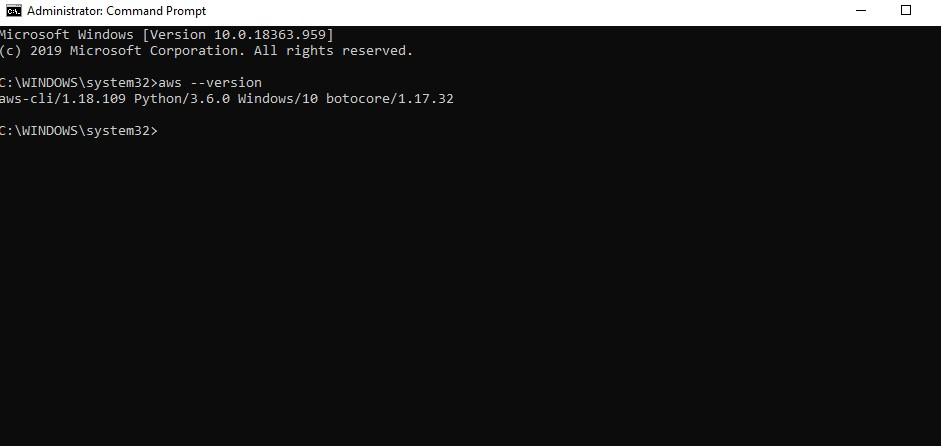 Administrator: Command Prompt
Microsoft Windows [Version 10.0.18363.959]
(c) 2019 Microsoft Corporation. All rights reserved.
C:\WINDOWS\system32>aws --version
aws-cli/1.18.109 Python/3.6.0 Windows/10 botocore/1.17.32
C:\WINDOWS\system32>